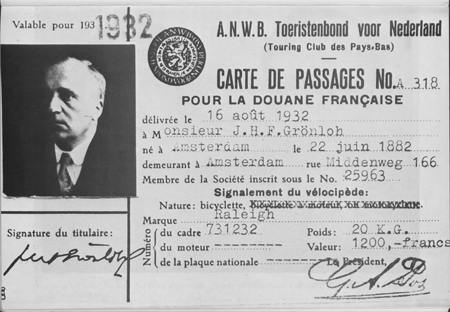 Valable pour 193 1932
A.N.W.B. Toeristenbond voor Nederland
(Touring Club des Pays-Bas)
CARTE DE PASSAGES No. A 318
POUR LA DOUANE FRANÇAISE
délivrée le 16 août 1932
à Monsieur J.H.F.Grönloh
né à Amsterdam le 22 juin 1882
demeurant à Amsterdam rue Middenweg 166
Membre de la Société inscrit sous le No. 25963
Signalement du vélocipède:
Nature: bicyclette,
Marque Raleigh
Numéro
du cadre 731232 Poids: 20 K.G.
du moteur -------- Valeur: 1200,-francs
de la plaque nationale -------- Le Président,
Signature du titulaire: